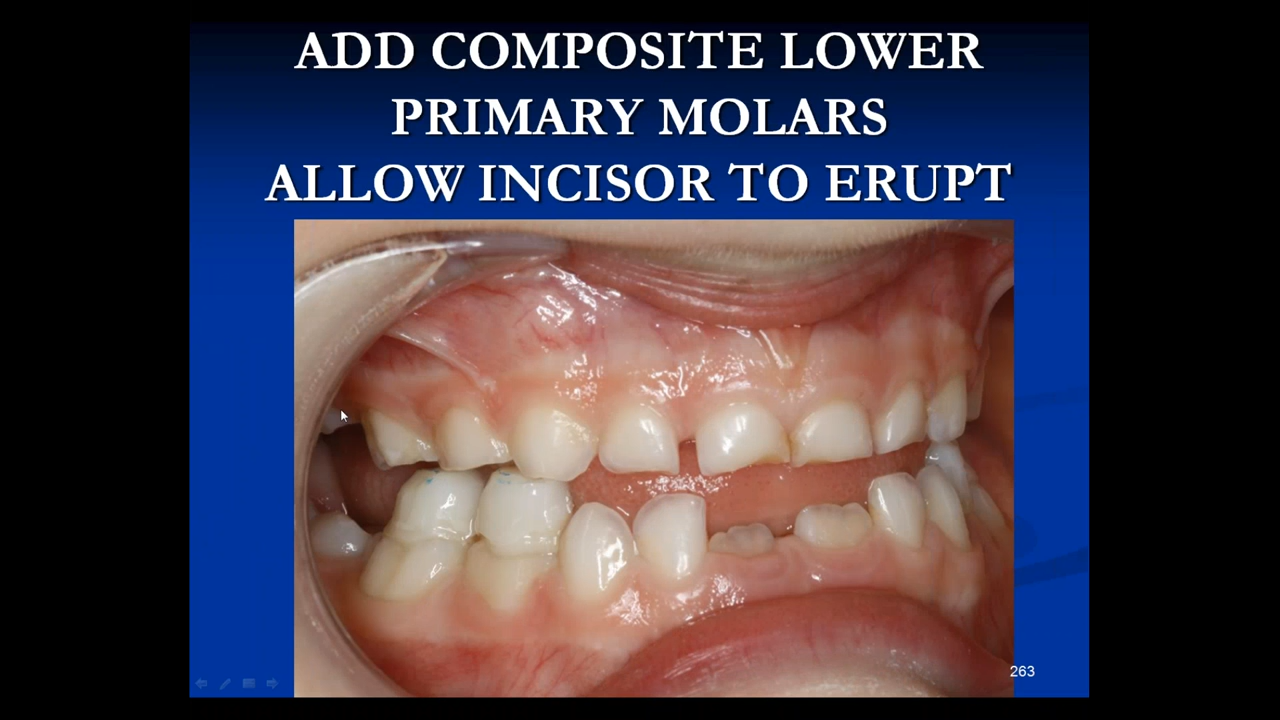 ADD COMPOSITE LOWER
PRIMARY MOLARS
ALLOW INCISOR TO ERUPT
263